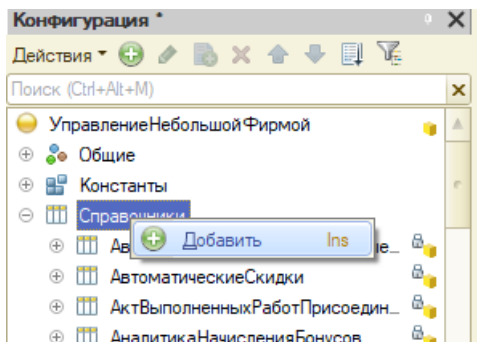 Конфигурация *
Действия
Поиск (Ctrl+Alt+M)
УправлениеНебольшойФирмой
Общие
Константы
Справочники
Добавить Ins
АвтоматическиеСкидки
АктВыполненныхРаботПрисоедин...
АналитикаНачисленияБонусов